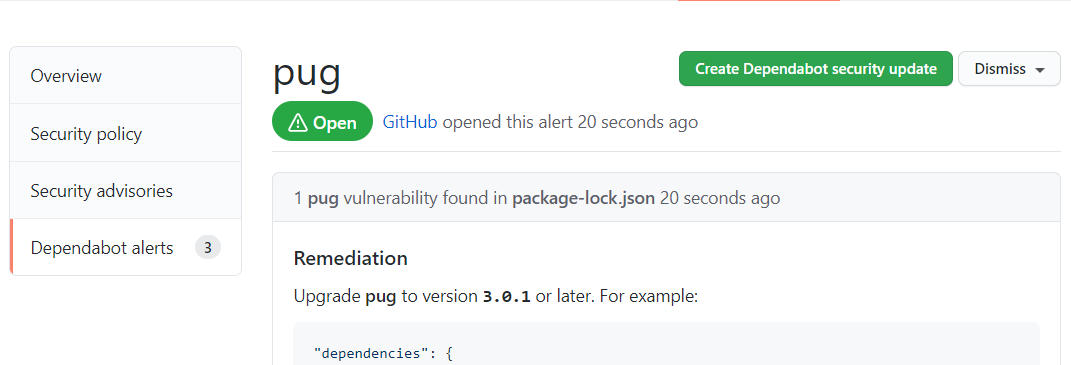 Overview
Security policy
Security advisories
Dependabot alerts 3
pug
Create Dependabot security update
Dismiss
Open
GitHub opened this alert 20 seconds ago
1 pug vulnerability found in package-lock.json 20 seconds ago
Remediation
Upgrade pug to version 3.0.1 or later. For example:
"dependencies": {